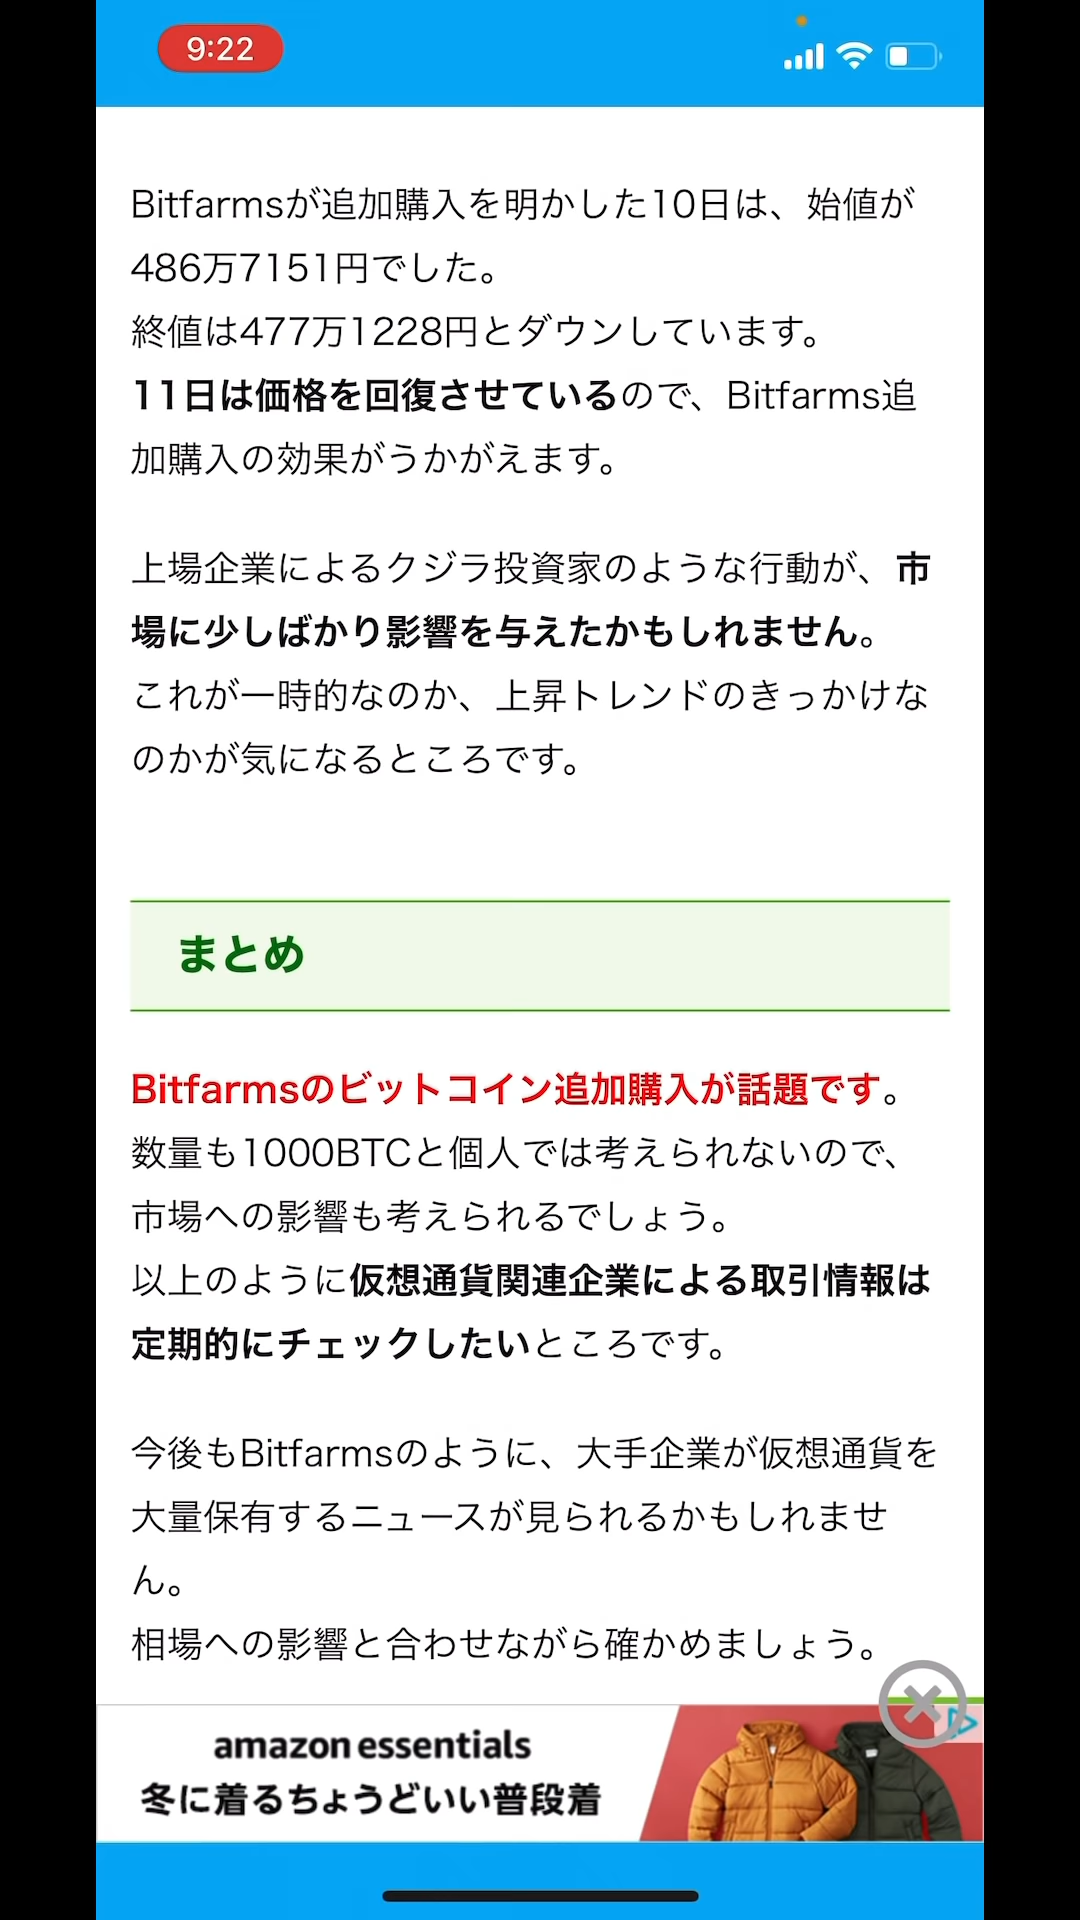 9:22
Bitfarmsが追加購入を明かした10日は、始値が
486万7151円でした。
終値は477万1228円とダウンしています。
11日は価格を回復させているので、Bitfarms追
加購入の効果がうかがえます。
上場企業によるクジラ投資家のような行動が、市
場に少しばかり影響を与えたかもしれません。
これが一時的なのか、上昇トレンドのきっかけな
のかが気になるところです。
まとめ
Bitfarmsのビットコイン追加購入が話題です。
数量も1000BTCと個人では考えられないので、
市場への影響も考えられるでしょう。
以上のように仮想通貨関連企業による取引情報は
定期的にチェックしたいところです。
今後もBitfarmsのように、大手企業が仮想通貨を
大量保有するニュースが見られるかもしれませ
ん。
相場への影響と合わせながら確かめましょう。
amazon essentials
冬に着るちょうどいい普段着